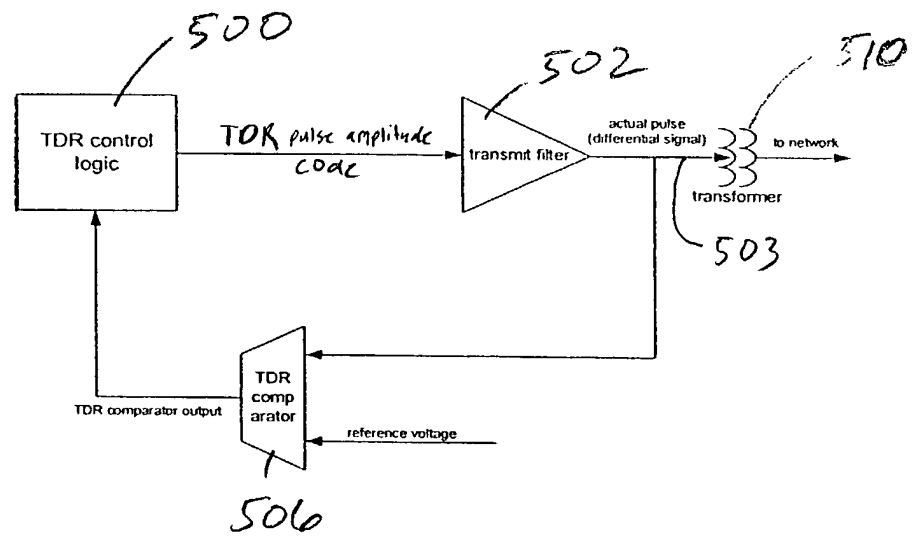 500
502
510
TDR control
logic
TDR pulse amplitude
code
transmit filter
actual pulse
(differential signal)
to network
transformer
503
TDR
comp
arator
TDR comparator output
reference voltage
506